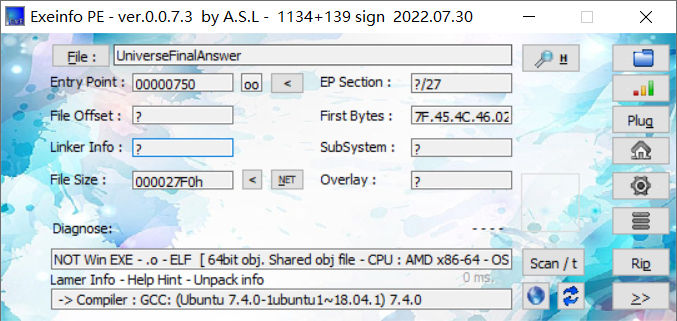 Exeinfo PE - ver.0.0.7.3 by A.S.L - 1134+139 sign 2022.07.30
File : UniverseFinalAnswer H
Entry Point : 00000750 oo < EP Section : ?/27
File Offset : ? First Bytes : 7F.45.4C.46.02 Plug
Linker Info : ? SubSystem : ?
File Size : 000027F0h < NET Overlay : ?
Diagnose: ----
NOT Win EXE - .o - ELF [ 64bit obj. Shared obj file - CPU : AMD x86-64 - OS Scan / t Rip
Lamer Info - Help Hint - Unpack info 0 ms.
-> Compiler : GCC: (Ubuntu 7.4.0-1ubuntu1~18.04.1) 7.4.0 >>